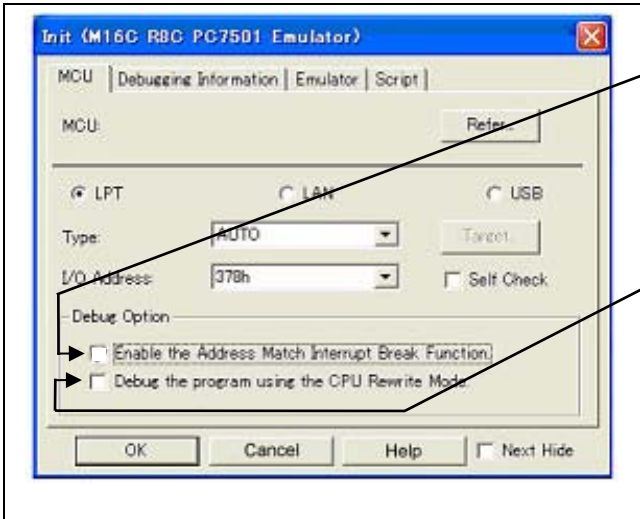 Init (M16C R8C PC7501 Emulator)
MCU Debugging Information Emulator Script
MCU: Refer...
LPT LAN USB
Type: AUTO Target...
I/O Address: 378h Self Check
Debug Option
Enable the Address Match Interrupt Break Function.
Debug the program using the CPU Rewrite Mode.
OK Cancel Help Next Hide